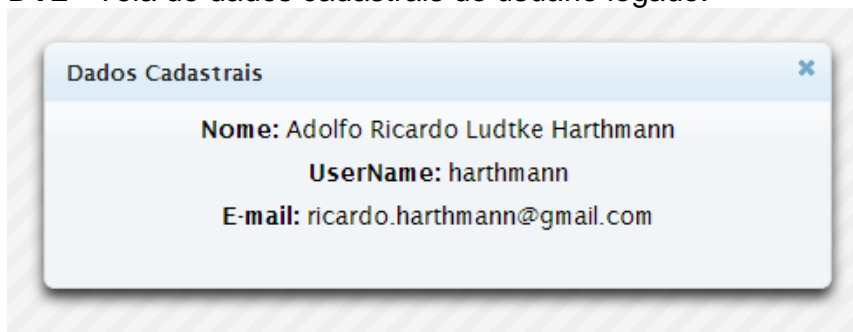 Dados Cadastrais
Nome: Adolfo Ricardo Ludtke Harthmann
UserName: harthmann
E-mail: ricardo.harthmann@gmail.com